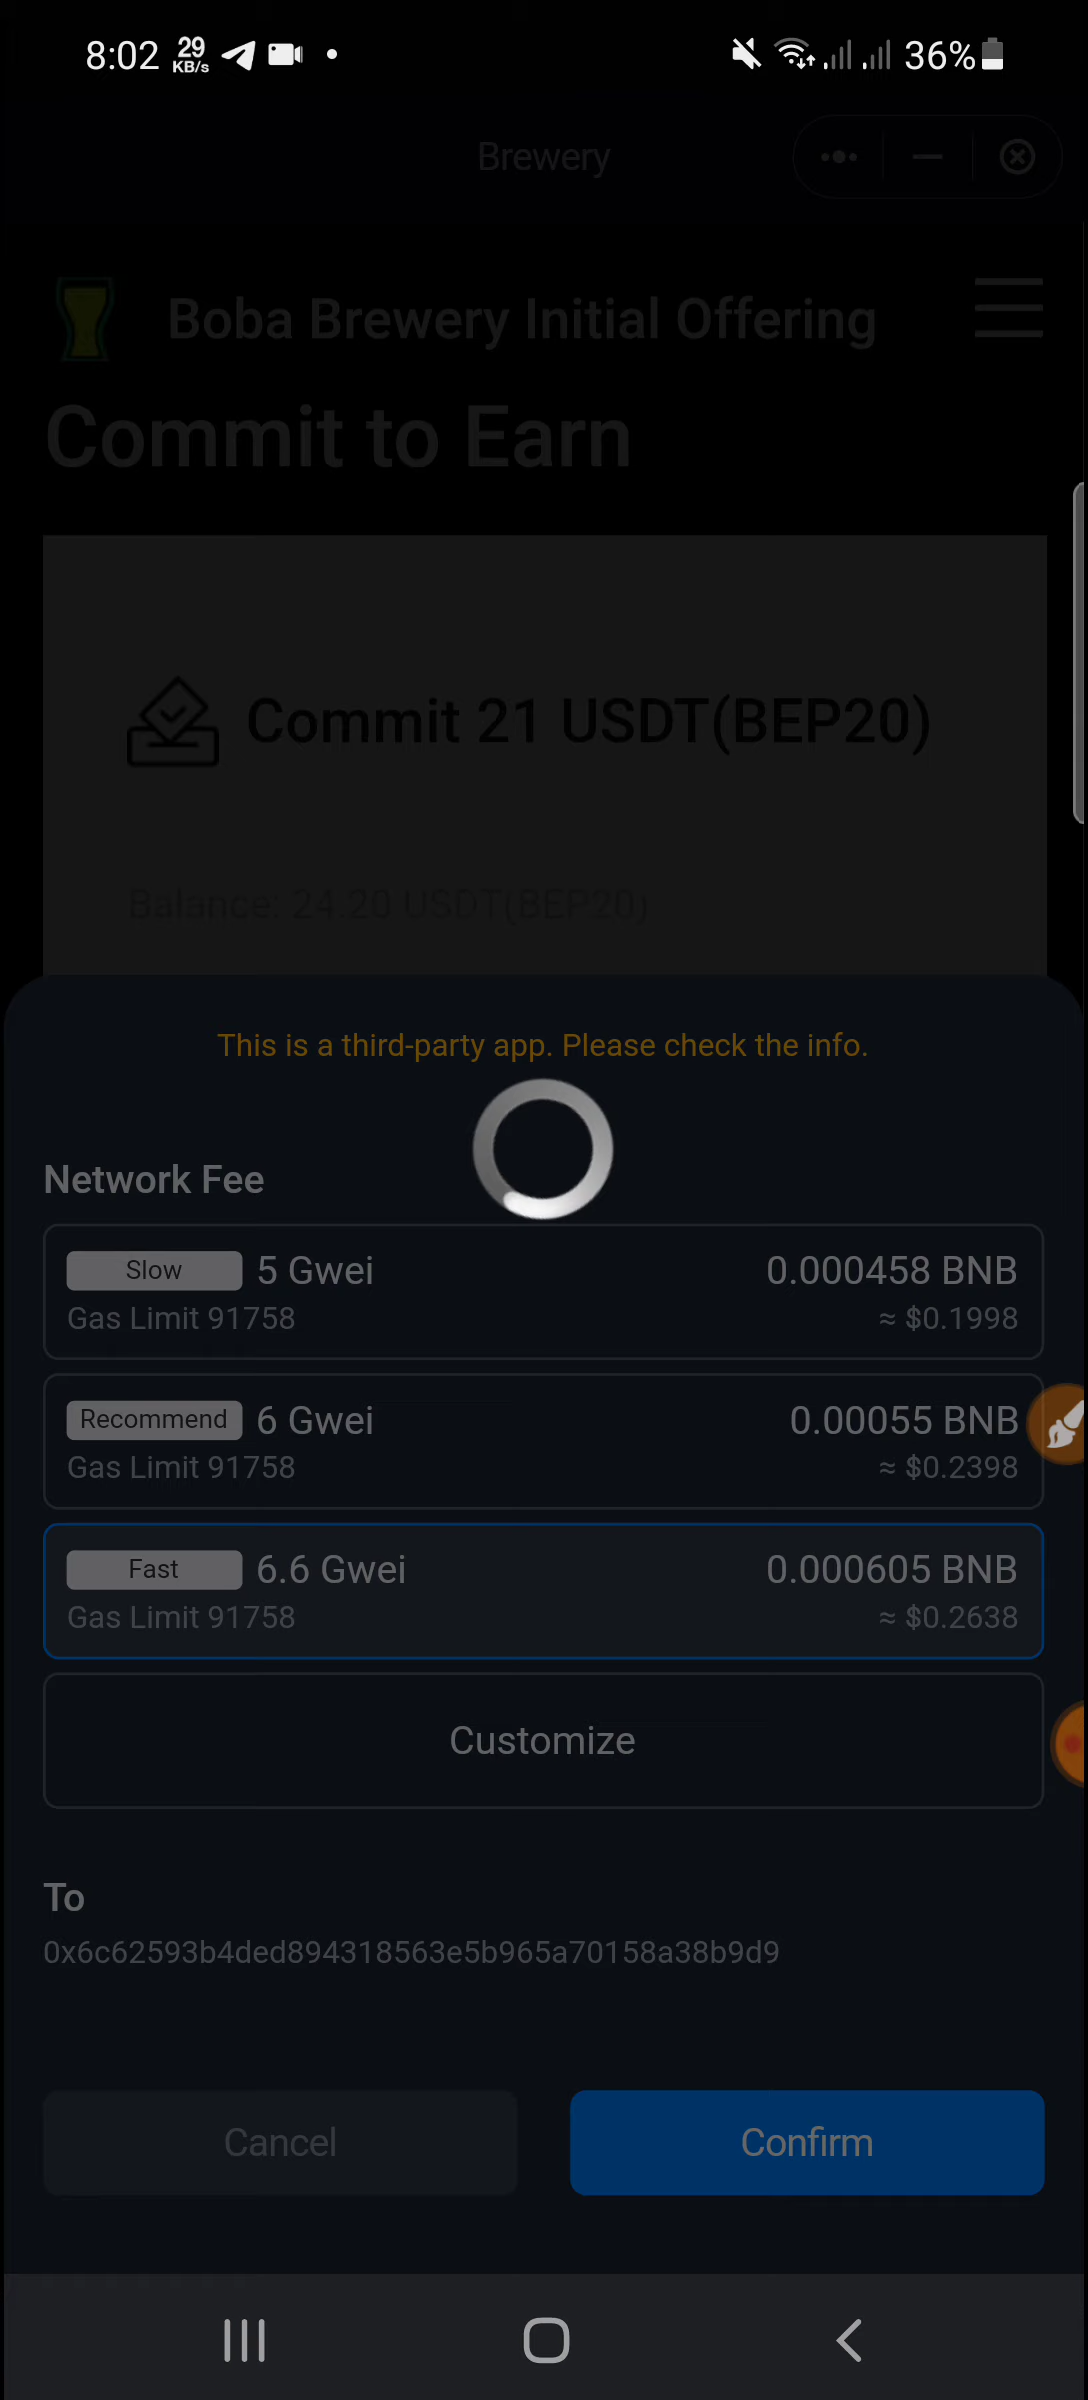 8:02 29 KB/s 36%
Brewery
Boba Brewery Initial Offering
Commit to Earn
Commit 21 USDT(BEP20)
Balance: 24.20 USDT(BEP20)
This is a third-party app. Please check the info.
Network Fee
Slow 5 Gwei 0.000458 BNB
Gas Limit 91758 ≈ $0.1998
Recommend 6 Gwei 0.00055 BNB
Gas Limit 91758 ≈ $0.2398
Fast 6.6 Gwei 0.000605 BNB
Gas Limit 91758 ≈ $0.2638
Customize
To
0x6c62593b4ded894318563e5b965a70158a38b9d9
Cancel Confirm